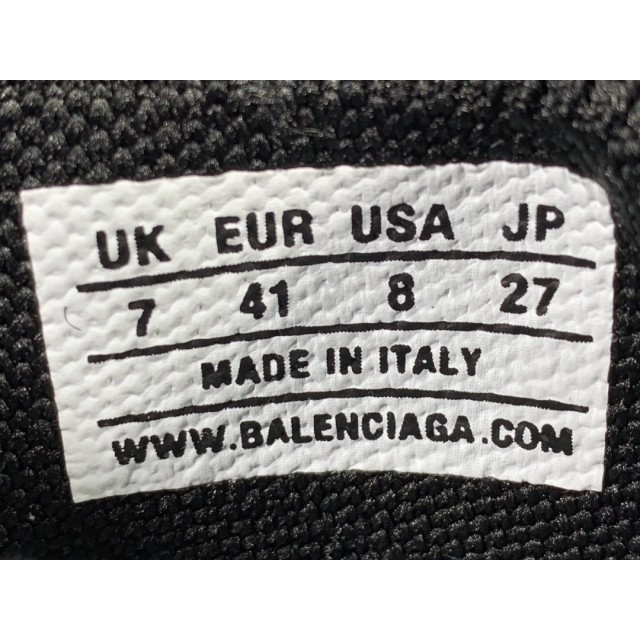 UK EUR USA JP
7 41 8 27
MADE IN ITALY
WWW.BALENCIAGA.COM